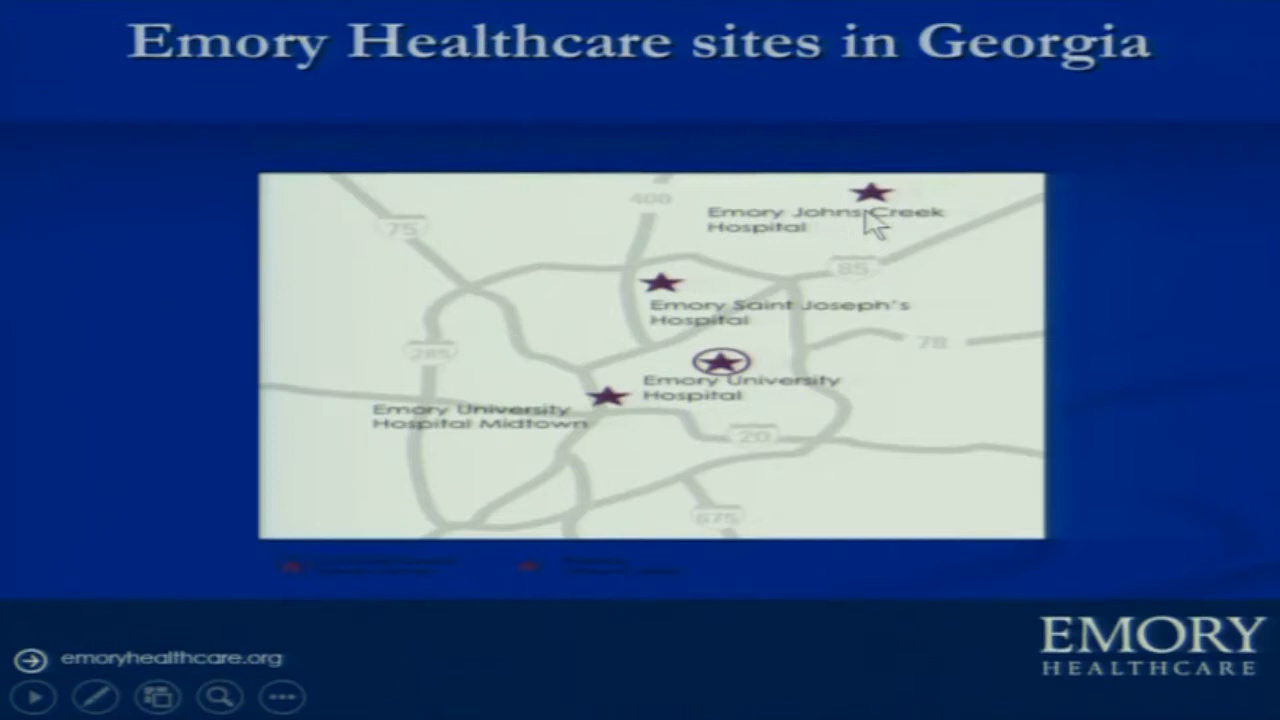 Emory Healthcare sites in Georgia
400
75
Emory Johns Creek
Hospital
85
Emory Saint Joseph's
Hospital
78
285
Emory University
Hospital
Emory University
Hospital Midtown
20
675
emoryhealthcare.org
EMORY
HEALTHCARE